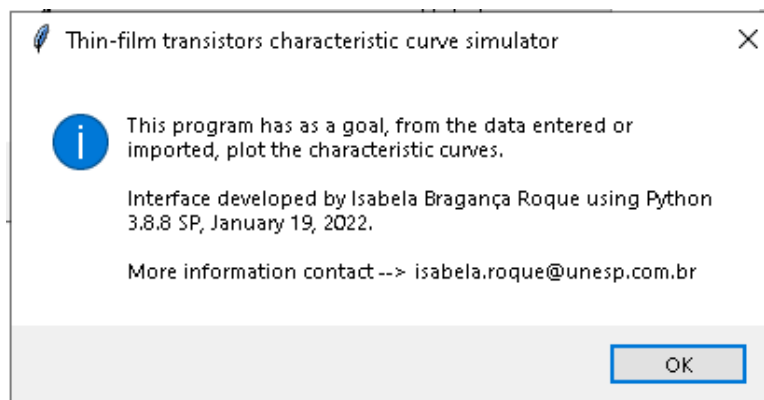 Thin-film transistors characteristic curve simulator
This program has as a goal, from the data entered or
imported, plot the characteristic curves.
Interface developed by Isabela Bragança Roque using Python
3.8.8 SP, January 19, 2022.
More information contact --> isabela.roque@unesp.com.br
OK